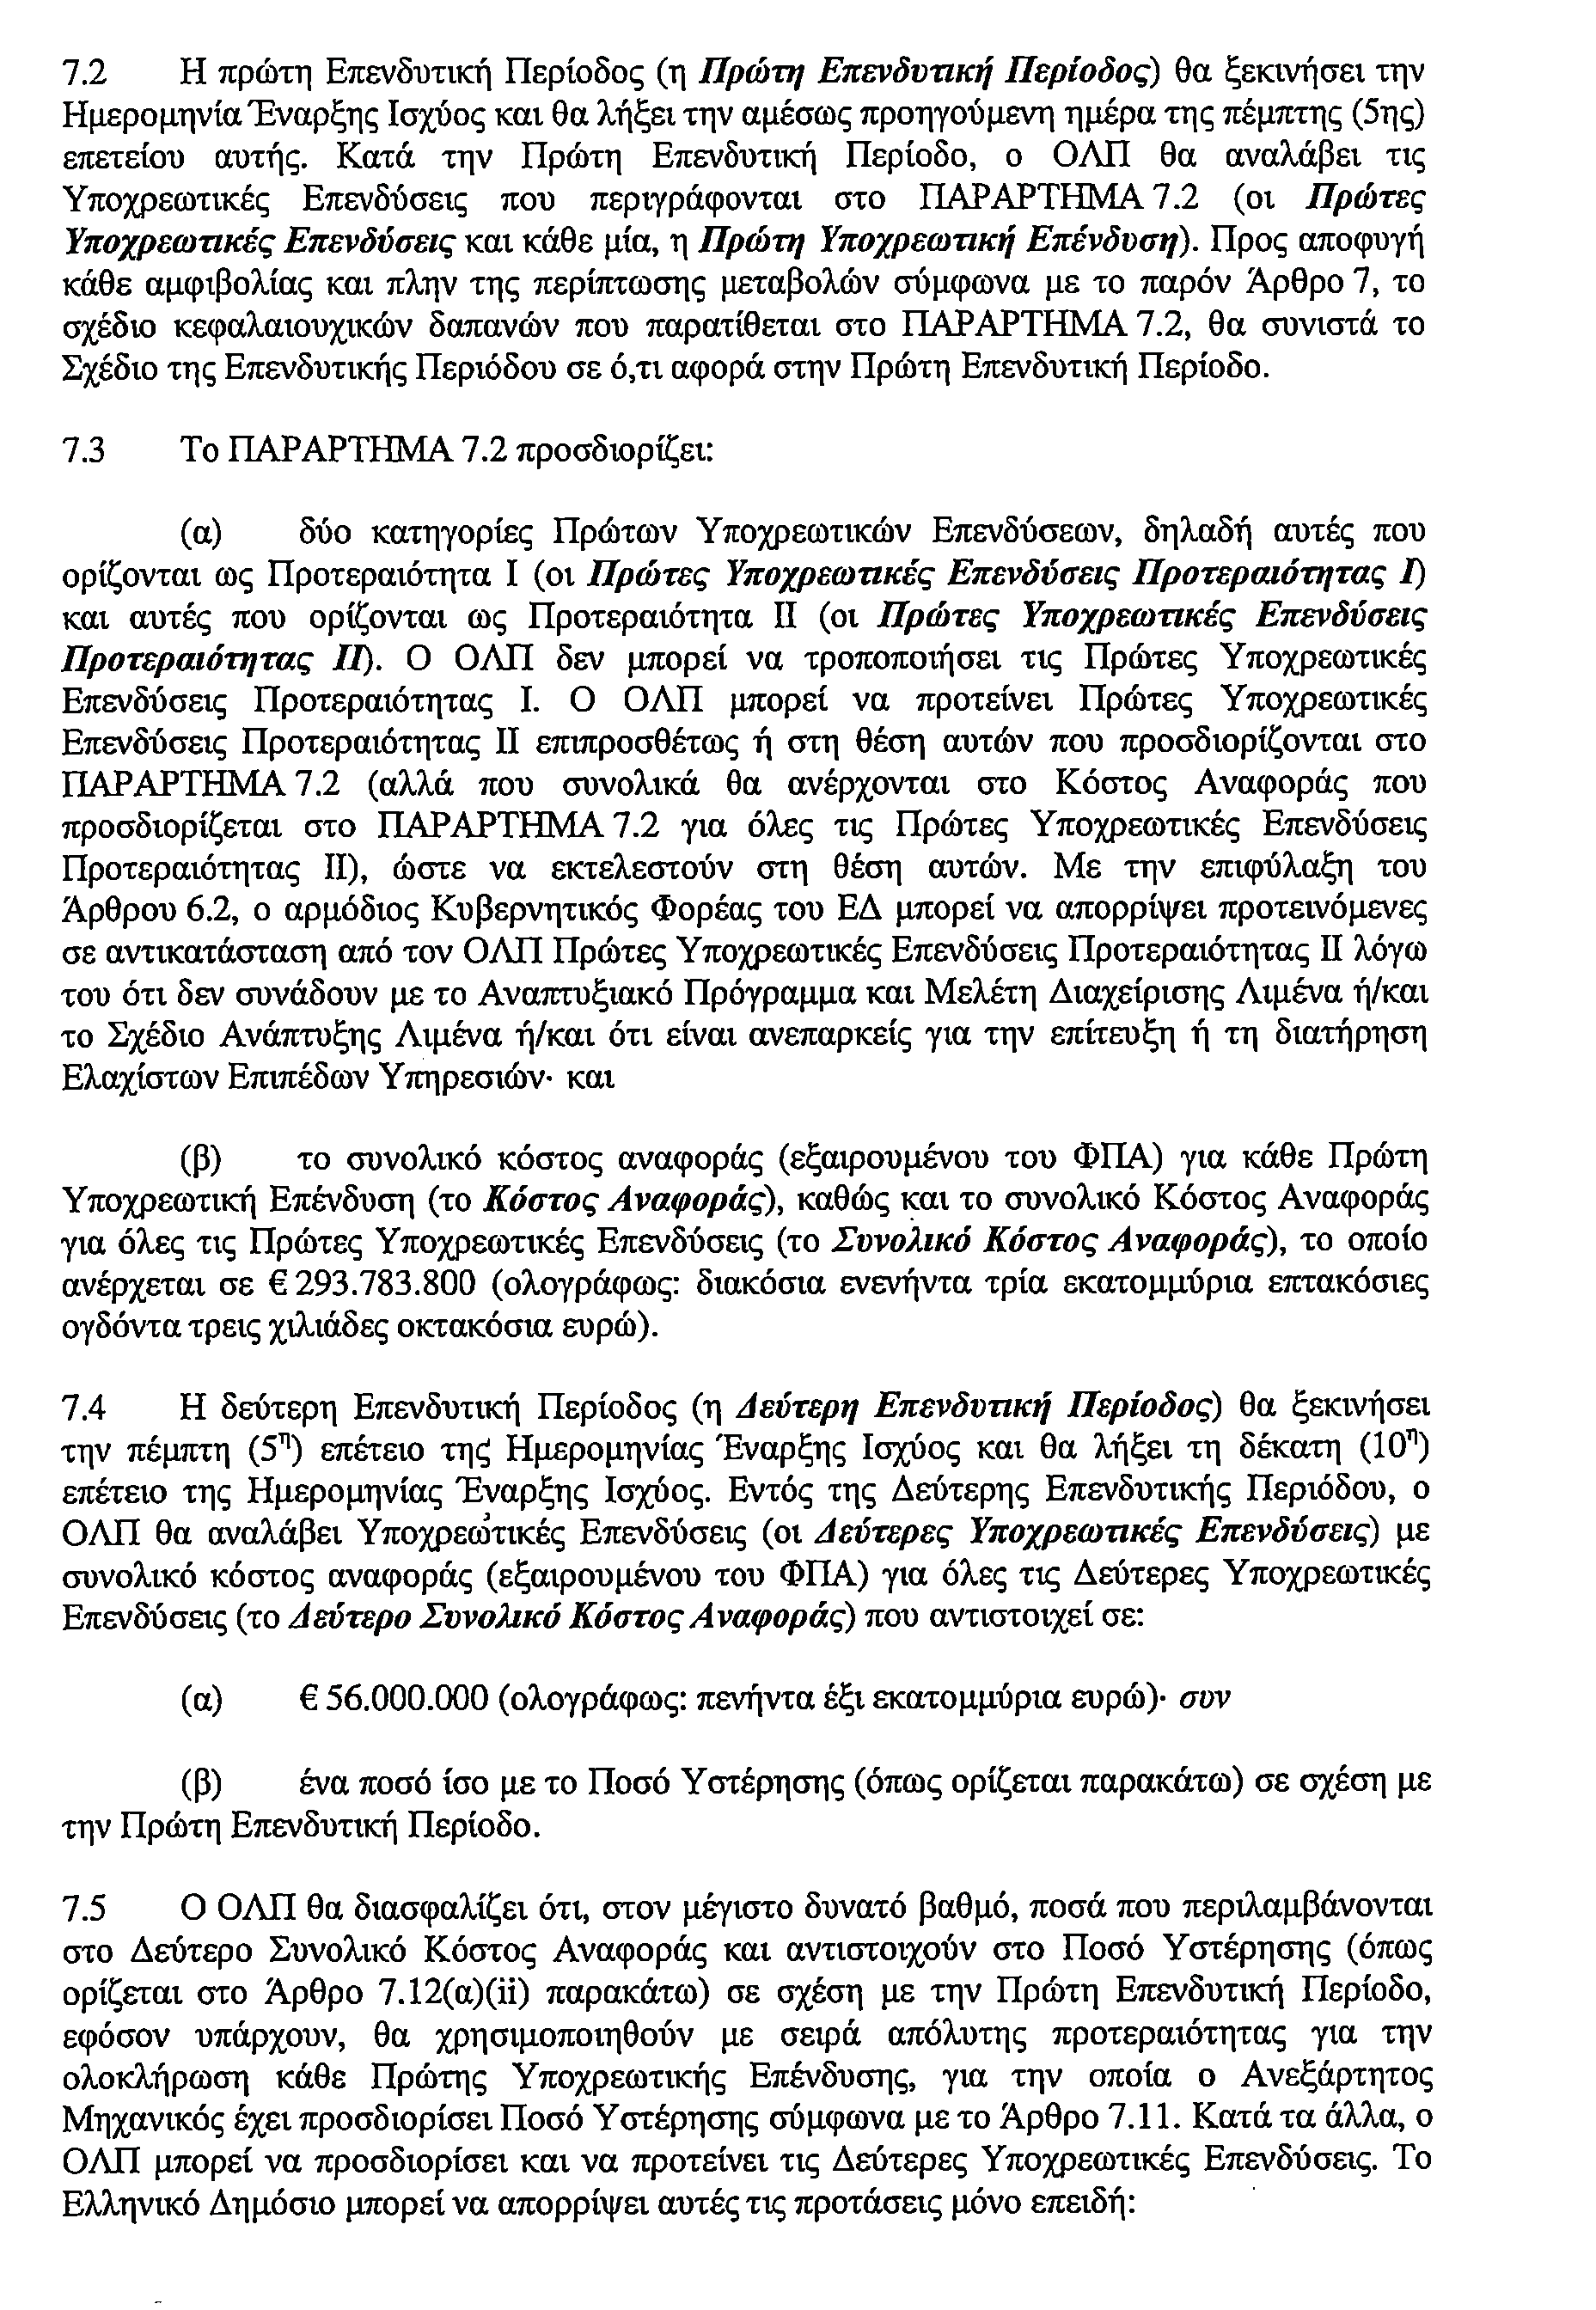 7.2 Η πρώτη Επενδυτική Περίοδος (η Πρώτη Επενδυτική Περίοδος) θα ξεκινήσει την
Ημερομηνία Έναρξης Ισχύος και θα λήξει την αμέσως προηγούμενη ημέρα της πέμπτης (5ης)
επετείου αυτής. Κατά την Πρώτη Επενδυτική Περίοδο, ο ΟΛΠ θα αναλάβει τις
Υποχρεωτικές Επενδύσεις που περιγράφονται στο ΠΑΡΑΡΤΗΜΑ 7.2 (οι Πρώτες
Υποχρεωτικές Επενδύσεις και κάθε μία, η Πρώτη Υποχρεωτική Επένδυση). Προς αποφυγή
κάθε αμφιβολίας και πλην της περίπτωσης μεταβολών σύμφωνα με το παρόν Άρθρο 7, το
σχέδιο κεφαλαιουχικών δαπανών που παρατίθεται στο ΠΑΡΑΡΤΗΜΑ 7.2, θα συνιστά το
Σχέδιο της Επενδυτικής Περιόδου σε ό,τι αφορά στην Πρώτη Επενδυτική Περίοδο.
7.3 Το ΠΑΡΑΡΤΗΜΑ 7.2 προσδιορίζει:
(α) δύο κατηγορίες Πρώτων Υποχρεωτικών Επενδύσεων, δηλαδή αυτές που
ορίζονται ως Προτεραιότητα Ι (οι Πρώτες Υποχρεωτικές Επενδύσεις Προτεραιότητας Ι)
και αυτές που ορίζονται ως Προτεραιότητα ΙΙ (οι Πρώτες Υποχρεωτικές Επενδύσεις
Προτεραιότητας ΙΙ). Ο ΟΛΠ δεν μπορεί να τροποποιήσει τις Πρώτες Υποχρεωτικές
Επενδύσεις Προτεραιότητας Ι. Ο ΟΛΠ μπορεί να προτείνει Πρώτες Υποχρεωτικές
Επενδύσεις Προτεραιότητας ΙΙ επιπροσθέτως ή στη θέση αυτών που προσδιορίζονται στο
ΠΑΡΑΡΤΗΜΑ 7.2 (αλλά που συνολικά θα ανέρχονται στο Κόστος Αναφοράς που
προσδιορίζεται στο ΠΑΡΑΡΤΗΜΑ 7.2 για όλες τις Πρώτες Υποχρεωτικές Επενδύσεις
Προτεραιότητας ΙΙ), ώστε να εκτελεστούν στη θέση αυτών. Με την επιφύλαξη του
Άρθρου 6.2, ο αρμόδιος Κυβερνητικός Φορέας του ΕΔ μπορεί να απορρίψει προτεινόμενες
σε αντικατάσταση από τον ΟΛΠ Πρώτες Υποχρεωτικές Επενδύσεις Προτεραιότητας ΙΙ λόγω
του ότι δεν συνάδουν με το Αναπτυξιακό Πρόγραμμα και Μελέτη Διαχείρισης Λιμένα ή/και
το Σχέδιο Ανάπτυξης Λιμένα ή/και ότι είναι ανεπαρκείς για την επίτευξη ή τη διατήρηση
Ελαχίστων Επιπέδων Υπηρεσιών· και
(β) το συνολικό κόστος αναφοράς (εξαιρουμένου του ΦΠΑ) για κάθε Πρώτη
Υποχρεωτική Επένδυση (το Κόστος Αναφοράς), καθώς και το συνολικό Κόστος Αναφοράς
για όλες τις Πρώτες Υποχρεωτικές Επενδύσεις (το Συνολικό Κόστος Αναφοράς), το οποίο
ανέρχεται σε € 293.783.800 (ολογράφως: διακόσια ενενήντα τρία εκατομμύρια επτακόσιες
ογδόντα τρεις χιλιάδες οκτακόσια ευρώ).
7.4 Η δεύτερη Επενδυτική Περίοδος (η Δεύτερη Επενδυτική Περίοδος) θα ξεκινήσει
την πέμπτη (5η) επέτειο της Ημερομηνίας Έναρξης Ισχύος και θα λήξει τη δέκατη (10η)
επέτειο της Ημερομηνίας Έναρξης Ισχύος. Εντός της Δεύτερης Επενδυτικής Περιόδου, ο
ΟΛΠ θα αναλάβει Υποχρεωτικές Επενδύσεις (οι Δεύτερες Υποχρεωτικές Επενδύσεις) με
συνολικό κόστος αναφοράς (εξαιρουμένου του ΦΠΑ) για όλες τις Δεύτερες Υποχρεωτικές
Επενδύσεις (το Δεύτερο Συνολικό Κόστος Αναφοράς) που αντιστοιχεί σε:
(α) € 56.000.000 (ολογράφως: πενήντα έξι εκατομμύρια ευρώ)· συν
(β) ένα ποσό ίσο με το Ποσό Υστέρησης (όπως ορίζεται παρακάτω) σε σχέση με
την Πρώτη Επενδυτική Περίοδο.
7.5 Ο ΟΛΠ θα διασφαλίζει ότι, στον μέγιστο δυνατό βαθμό, ποσά που περιλαμβάνονται
στο Δεύτερο Συνολικό Κόστος Αναφοράς και αντιστοιχούν στο Ποσό Υστέρησης (όπως
ορίζεται στο Άρθρο 7.12(α)(ii) παρακάτω) σε σχέση με την Πρώτη Επενδυτική Περίοδο,
εφόσον υπάρχουν, θα χρησιμοποιηθούν με σειρά απόλυτης προτεραιότητας για την
ολοκλήρωση κάθε Πρώτης Υποχρεωτικής Επένδυσης, για την οποία ο Ανεξάρτητος
Μηχανικός έχει προσδιορίσει Ποσό Υστέρησης σύμφωνα με το Άρθρο 7.11. Κατά τα άλλα, ο
ΟΛΠ μπορεί να προσδιορίσει και να προτείνει τις Δεύτερες Υποχρεωτικές Επενδύσεις. Το
Ελληνικό Δημόσιο μπορεί να απορρίψει αυτές τις προτάσεις μόνο επειδή: